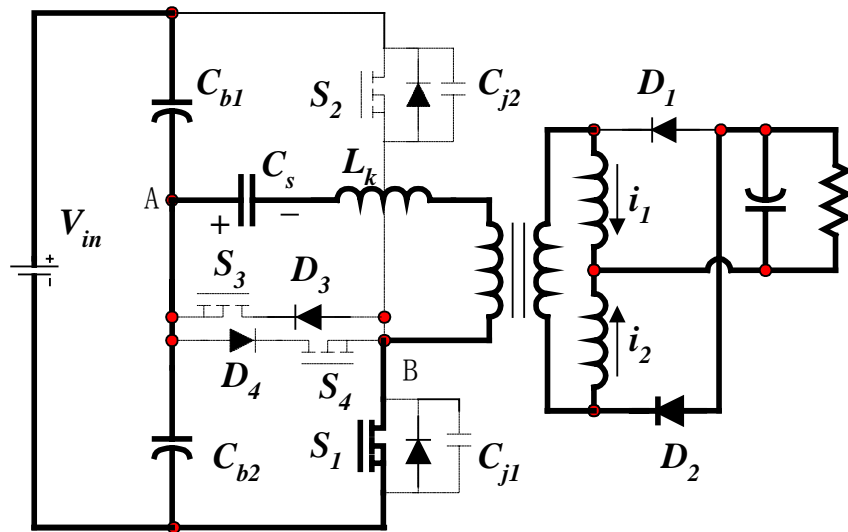 C_b1
S_2
C_j2
D_1
C_s
L_k
A
+
−
V_in
+
-
i_1
S_3
D_3
i_2
B
D_4
S_4
C_b2
S_1
C_j1
D_2